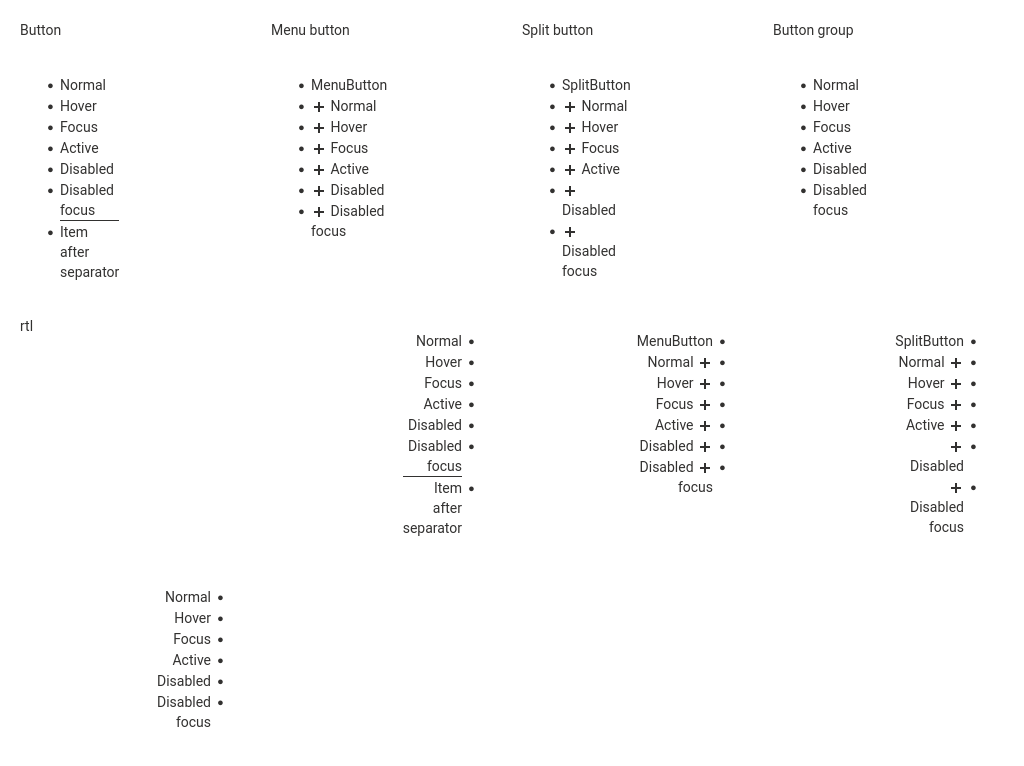 Button
Normal
Hover
Focus
Active
Disabled
Disabled
focus
Item
after
separator
Menu button
MenuButton
Normal
Hover
Focus
Active
Disabled
Disabled
focus
Split button
SplitButton
Normal
Hover
Focus
Active
Disabled
Disabled
focus
Button group
Normal
Hover
Focus
Active
Disabled
Disabled
focus
rtl
Normal
Hover
Focus
Active
Disabled
Disabled
focus
Item
after
separator
MenuButton
Normal
Hover
Focus
Active
Disabled
Disabled
focus
SplitButton
Normal
Hover
Focus
Active
Disabled
Disabled
focus
Normal
Hover
Focus
Active
Disabled
Disabled
focus